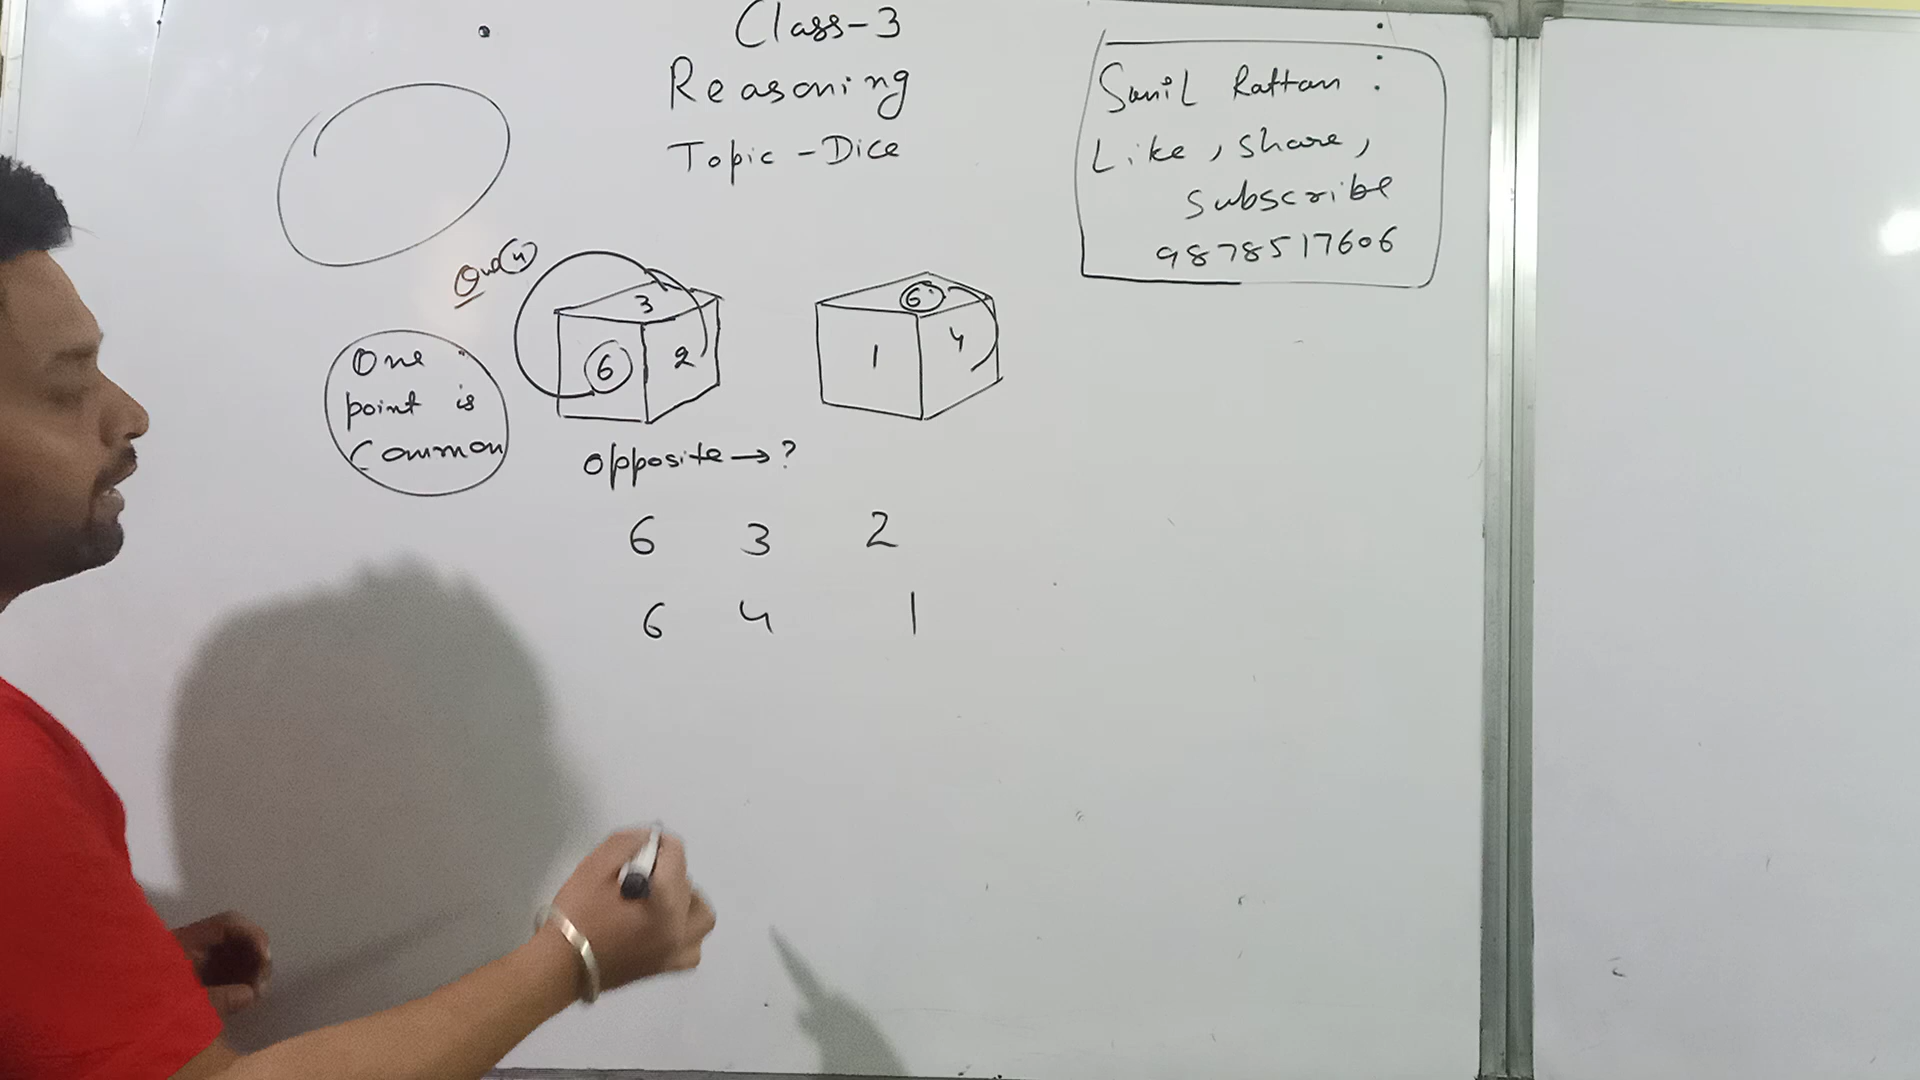 Class-3
Reasoning
Topic - Dice
Sunil Rattan :
Like, share,
subscribe
9878517606
Que(4)
3
6
2
6
1
4
One
point is
Common
opposite → ?
6 3 2
6 4 1